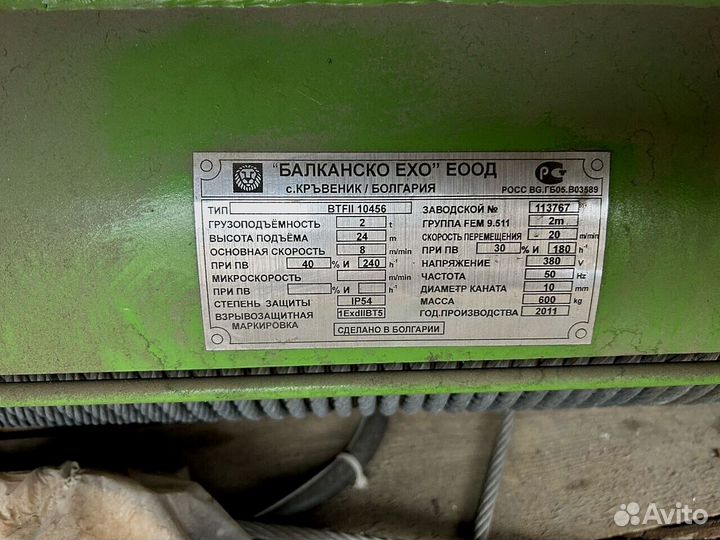 "БАЛКАНСКО ЕХО" ЕООД
с.КРЪВЕНИК / БОЛГАРИЯ
РОСС BG.ГБ05.В03589
ТИП BTFII 10456
ГРУЗОПОДЪЁМНОСТЬ 2 t
ВЫСОТА ПОДЪЁМА 24 m
ОСНОВНАЯ СКОРОСТЬ 8 m/min
ПРИ ПВ 40 % И 240 h⁻¹
МИКРОСКОРОСТЬ m/min
ПРИ ПВ % И h⁻¹
СТЕПЕНЬ ЗАЩИТЫ IP54
ВЗРЫВОЗАЩИТНАЯ 1ExdIIBT5
МАРКИРОВКА
СДЕЛАНО В БОЛГАРИИ
ЗАВОДСКОЙ № 113767
ГРУППА FEM 9.511 2m
СКОРОСТЬ ПЕРЕМЕЩЕНИЯ 20 m/min
ПРИ ПВ 30 % И 180 h⁻¹
НАПРЯЖЕНИЕ 380 V
ЧАСТОТА 50 Hz
ДИАМЕТР КАНАТА 10 mm
МАССА 600 kg
ГОД.ПРОИЗВОДСТВА 2011
Avito